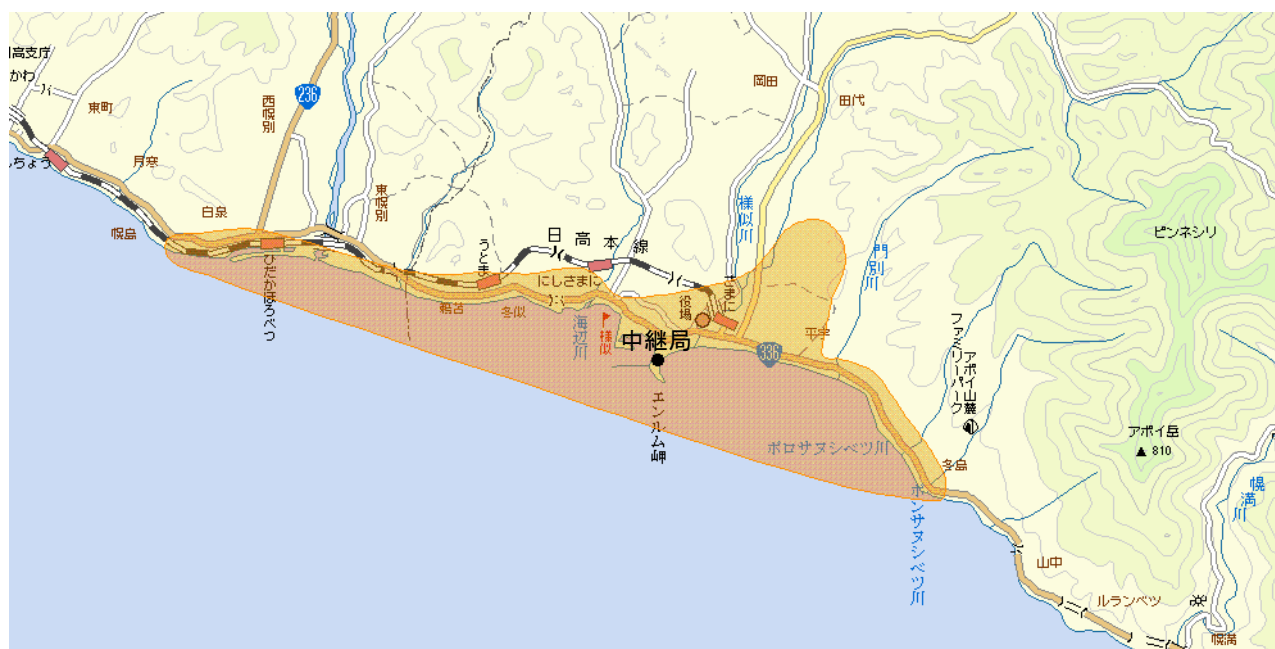 高支庁
かわ
東町
月寒
西幌別
236
しちょう
白泉
幌島
東幌別
ひだかほろべつ
うとま
鵜苫
冬似
日高本線
にしさまに
海辺川
様似
役場
さまに
中継局
エンルム岬
336
平宇
岡田
田代
様似川
門別川
ファミリーパーク
アポイ山麓
ピンネシリ
アポイ岳
▲ 810
ポロサヌシベツ川
冬島
ポンサヌシベツ川
幌満川
山中
ルランベツ
幌満